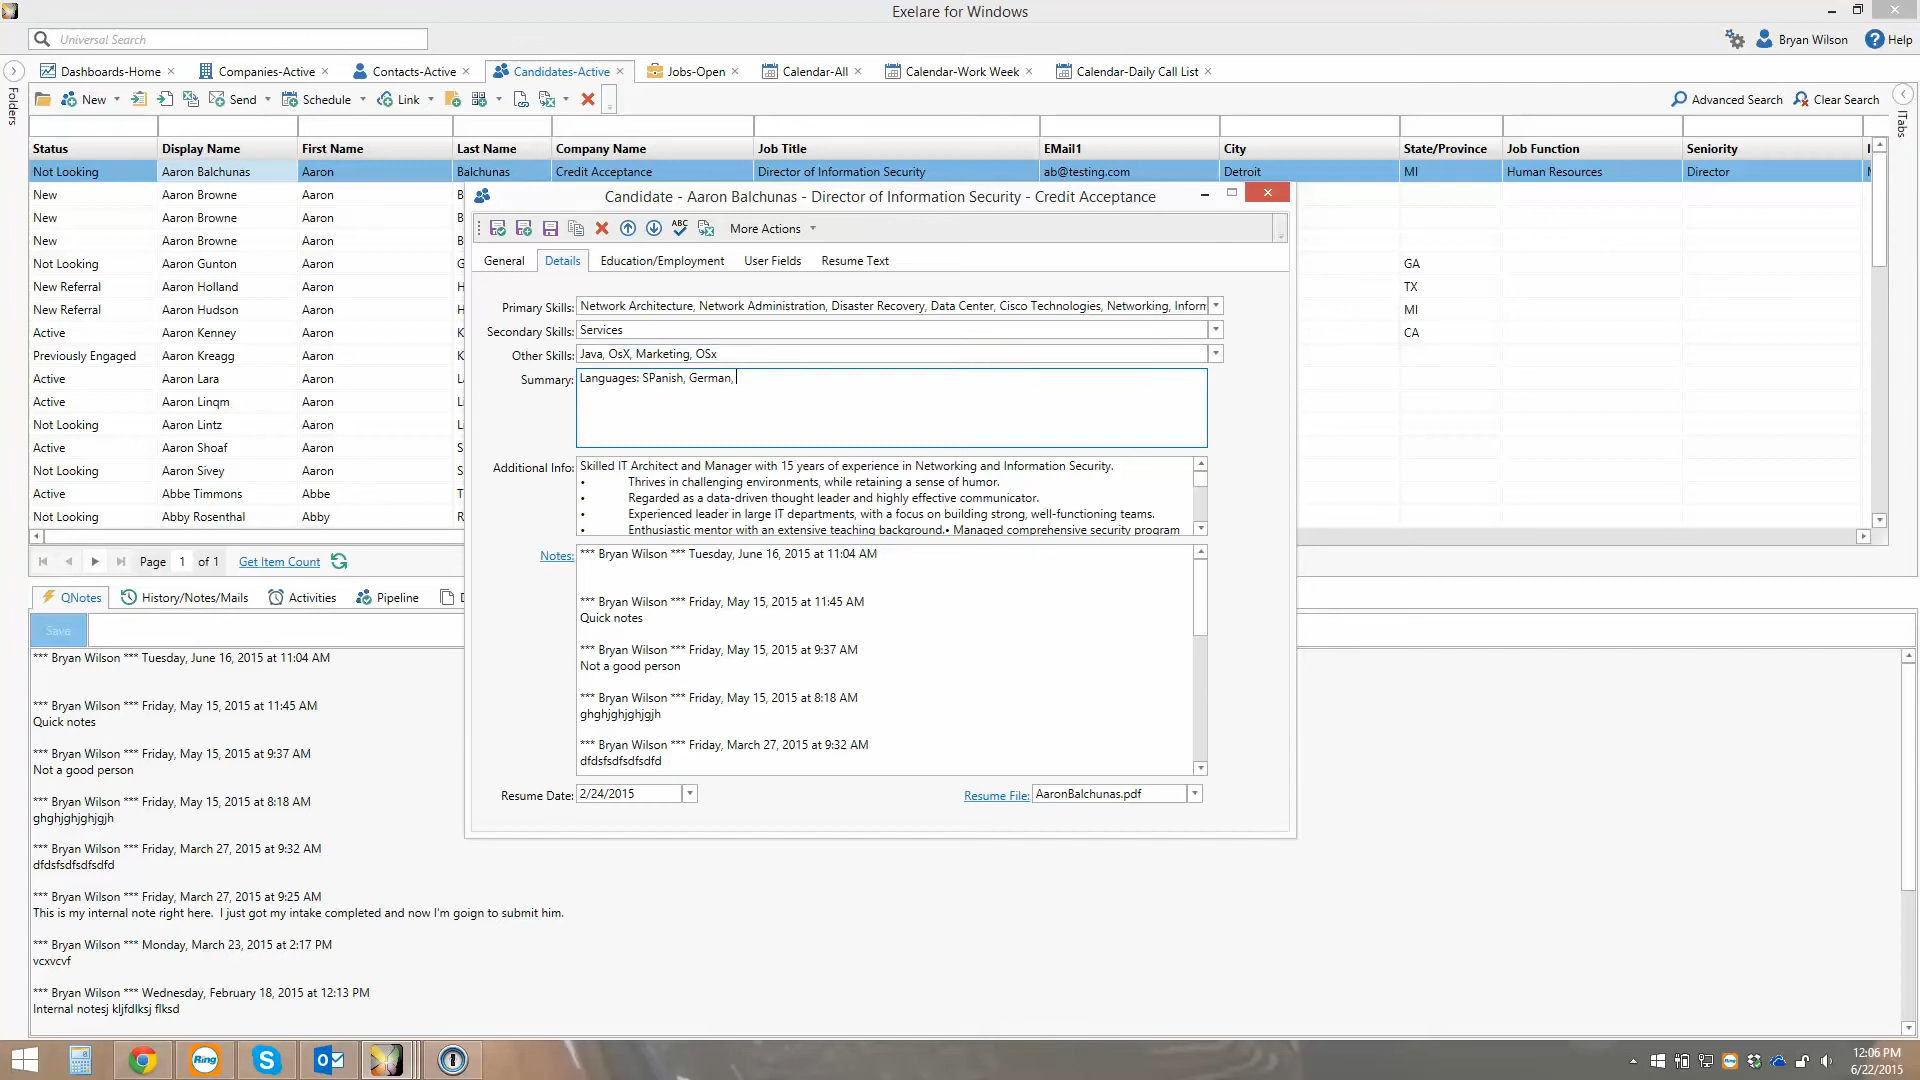 Exelare for Windows
Universal Search
Bryan Wilson
Help
Dashboards-Home
Companies-Active
Contacts-Active
Candidates-Active
Jobs-Open
Calendar-All
Calendar-Work Week
Calendar-Daily Call List
Folders
New
Send
Schedule
Link
Advanced Search
Clear Search
ITabs
Status Display Name First Name Last Name Company Name Job Title EMail1 City State/Province Job Function Seniority
Not Looking Aaron Balchunas Aaron Balchunas Credit Acceptance Director of Information Security ab@testing.com Detroit MI Human Resources Director
New Aaron Browne Aaron B
New Aaron Browne Aaron B
New Aaron Browne Aaron B
Not Looking Aaron Gunton Aaron G GA
New Referral Aaron Holland Aaron H TX
New Referral Aaron Hudson Aaron H MI
Active Aaron Kenney Aaron K CA
Previously Engaged Aaron Kreagg Aaron K
Active Aaron Lara Aaron L
Active Aaron Linqm Aaron L
Not Looking Aaron Lintz Aaron L
Active Aaron Shoaf Aaron S
Not Looking Aaron Sivey Aaron S
Active Abbe Timmons Abbe T
Not Looking Abby Rosenthal Abby R
Page 1 of 1 Get Item Count
QNotes History/Notes/Mails Activities Pipeline D
Save
*** Bryan Wilson *** Tuesday, June 16, 2015 at 11:04 AM
*** Bryan Wilson *** Friday, May 15, 2015 at 11:45 AM
Quick notes
*** Bryan Wilson *** Friday, May 15, 2015 at 9:37 AM
Not a good person
*** Bryan Wilson *** Friday, May 15, 2015 at 8:18 AM
ghghjghjghjgjh
*** Bryan Wilson *** Friday, March 27, 2015 at 9:32 AM
dfdsfsdfsdfsdfd
*** Bryan Wilson *** Friday, March 27, 2015 at 9:25 AM
This is my internal note right here. I just got my intake completed and now I'm goign to submit him.
*** Bryan Wilson *** Monday, March 23, 2015 at 2:17 PM
vcxvcvf
*** Bryan Wilson *** Wednesday, February 18, 2015 at 12:13 PM
Internal notesj kljfdlksj flksd
Candidate - Aaron Balchunas - Director of Information Security - Credit Acceptance
ABC
More Actions
General Details Education/Employment User Fields Resume Text
Primary Skills: Network Architecture, Network Administration, Disaster Recovery, Data Center, Cisco Technologies, Networking, Inform
Secondary Skills: Services
Other Skills: Java, OsX, Marketing, OSx
Summary: Languages: SPanish, German,
Additional Info: Skilled IT Architect and Manager with 15 years of experience in Networking and Information Security.
• Thrives in challenging environments, while retaining a sense of humor.
• Regarded as a data-driven thought leader and highly effective communicator.
• Experienced leader in large IT departments, with a focus on building strong, well-functioning teams.
• Enthusiastic mentor with an extensive teaching background.• Managed comprehensive security program
Notes: *** Bryan Wilson *** Tuesday, June 16, 2015 at 11:04 AM
*** Bryan Wilson *** Friday, May 15, 2015 at 11:45 AM
Quick notes
*** Bryan Wilson *** Friday, May 15, 2015 at 9:37 AM
Not a good person
*** Bryan Wilson *** Friday, May 15, 2015 at 8:18 AM
ghghjghjghjgjh
*** Bryan Wilson *** Friday, March 27, 2015 at 9:32 AM
dfdsfsdfsdfsdfd
Resume Date: 2/24/2015
Resume File: AaronBalchunas.pdf
Ring
12:06 PM
6/22/2015